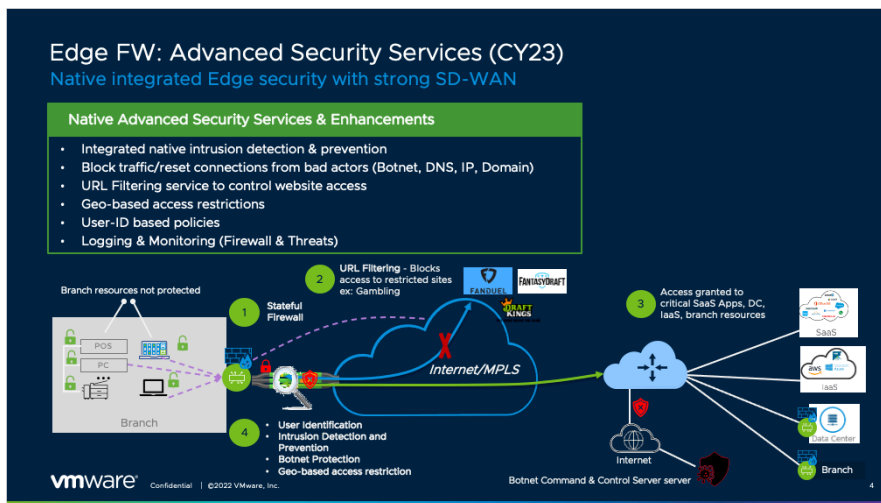 Edge FW: Advanced Security Services (CY23)
Native integrated Edge security with strong SD-WAN
Native Advanced Security Services & Enhancements
• Integrated native intrusion detection & prevention
• Block traffic/reset connections from bad actors (Botnet, DNS, IP, Domain)
• URL Filtering service to control website access
• Geo-based access restrictions
• User-ID based policies
• Logging & Monitoring (Firewall & Threats)
Branch resources not protected
1
Stateful
Firewall
2
URL Filtering - Blocks
access to restricted sites
ex: Gambling
FANDUEL
FANTASYDRAFT
DRAFT
KINGS
3
Access granted to
critical SaaS Apps, DC,
IaaS, branch resources
POS
PC
Branch
Internet/MPLS
SaaS
aws
IaaS
Data Center
Branch
Internet
Botnet Command & Control Server server
4
• User Identification
• Intrusion Detection and
Prevention
• Botnet Protection
• Geo-based access restriction
vmware®
Confidential | ©2022 VMware, Inc.
4